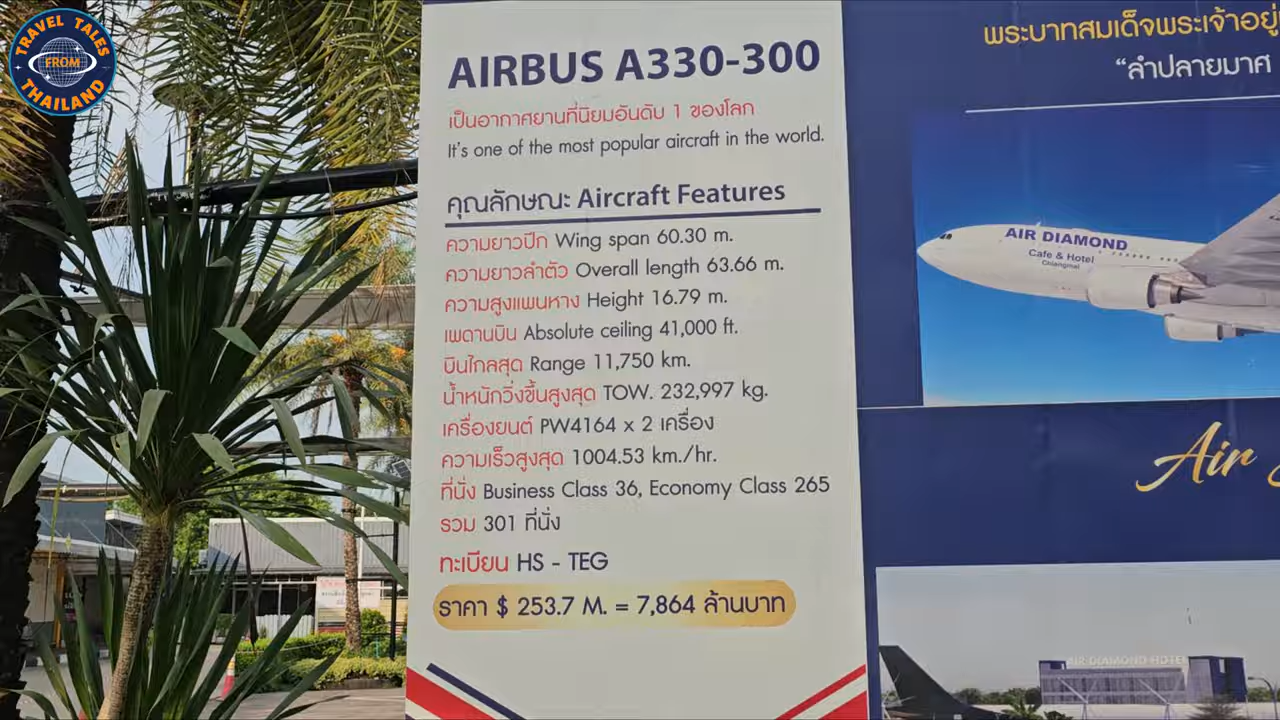 TRAVEL TALES
FROM
THAILAND
AIRBUS A330-300
เป็นอากาศยานที่นิยมอันดับ 1 ของโลก
It's one of the most popular aircraft in the world.
คุณลักษณะ Aircraft Features
ความยาวปีก Wing span 60.30 m.
ความยาวลำตัว Overall length 63.66 m.
ความสูงแพนหาง Height 16.79 m.
เพดานบิน Absolute ceiling 41,000 ft.
บินไกลสุด Range 11,750 km.
น้ำหนักวิ่งขึ้นสูงสุด TOW. 232,997 kg.
เครื่องยนต์ PW4164 x 2 เครื่อง
ความเร็วสูงสุด 1004.53 km./hr.
ที่นั่ง Business Class 36, Economy Class 265
รวม 301 ที่นั่ง
ทะเบียน HS - TEG
ราคา $ 253.7 M. = 7,864 ล้านบาท
พระบาทสมเด็จพระเจ้าอยู่
“ลำปลายมาศ
AIR DIAMOND
Cafe & Hotel
Chiangmai
Air
AIR DIAMOND HOTEL